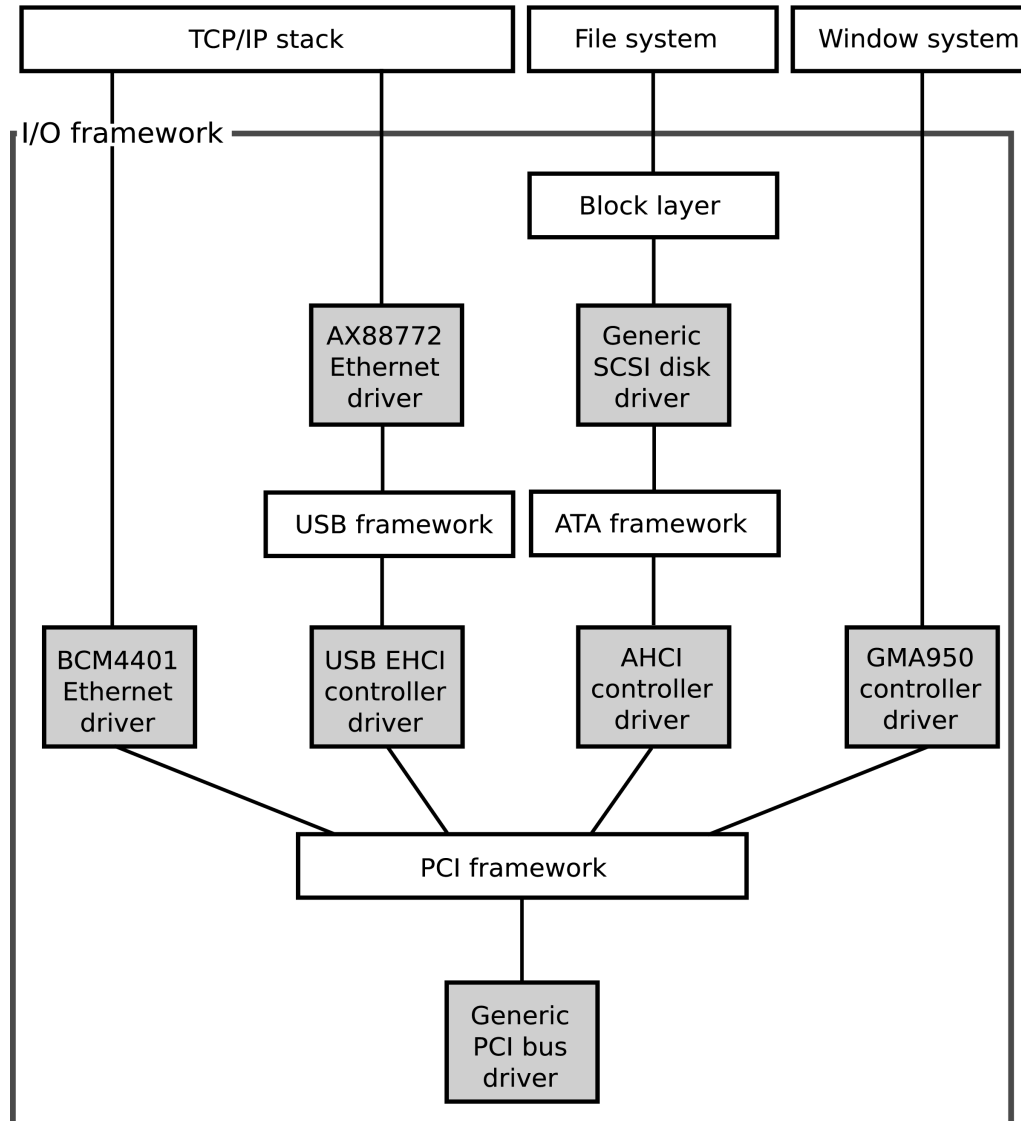 TCP/IP stack
File system
Window system
I/O framework
Block layer
AX88772
Ethernet
driver
Generic
SCSI disk
driver
USB framework
ATA framework
BCM4401
Ethernet
driver
USB EHCI
controller
driver
AHCI
controller
driver
GMA950
controller
driver
PCI framework
Generic
PCI bus
driver